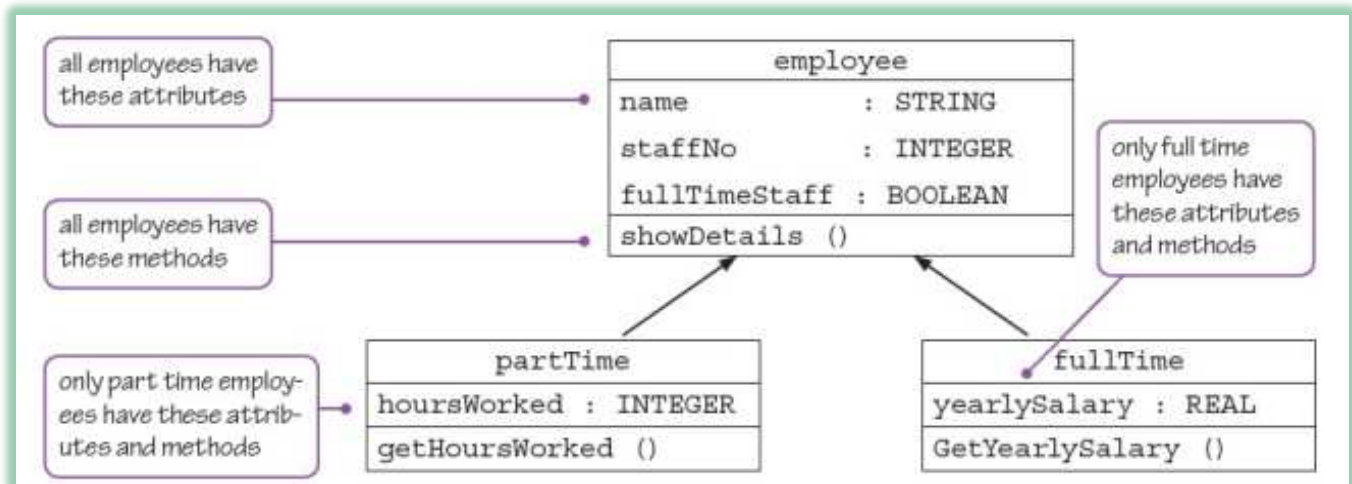 all employees have
these attributes
employee
name : STRING
staffNo : INTEGER
fullTimeStaff : BOOLEAN
showDetails ()
all employees have
these methods
only full time
employees have
these attributes
and methods
only part time employ-
ees have these attrib-
utes and methods
partTime
hoursWorked : INTEGER
getHoursWorked ()
fullTime
yearlySalary : REAL
GetYearlySalary ()